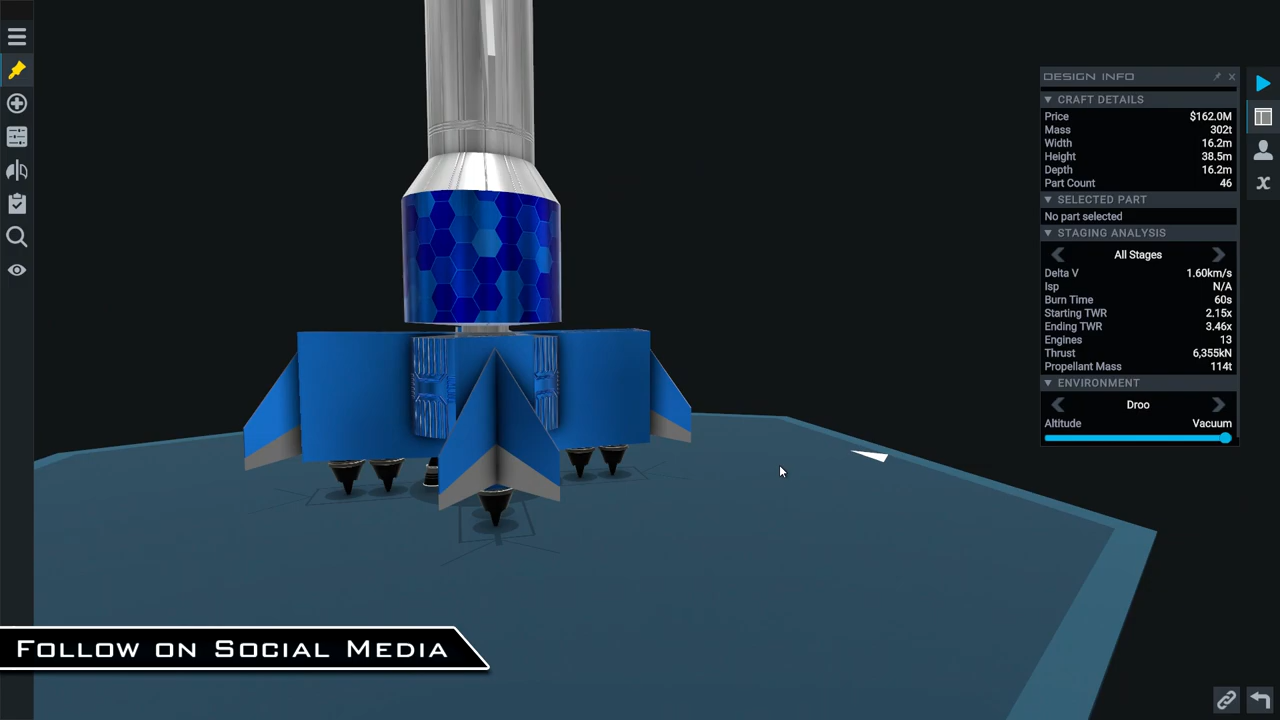 DESIGN INFO
CRAFT DETAILS
Price $162.0M
Mass 302t
Width 16.2m
Height 38.5m
Depth 16.2m
Part Count 46
SELECTED PART
No part selected
STAGING ANALYSIS
All Stages
Delta V 1.60km/s
Isp N/A
Burn Time 60s
Starting TWR 2.15x
Ending TWR 3.46x
Engines 13
Thrust 6,355kN
Propellant Mass 114t
ENVIRONMENT
Droo
Altitude Vacuum
FOLLOW ON SOCIAL MEDIA